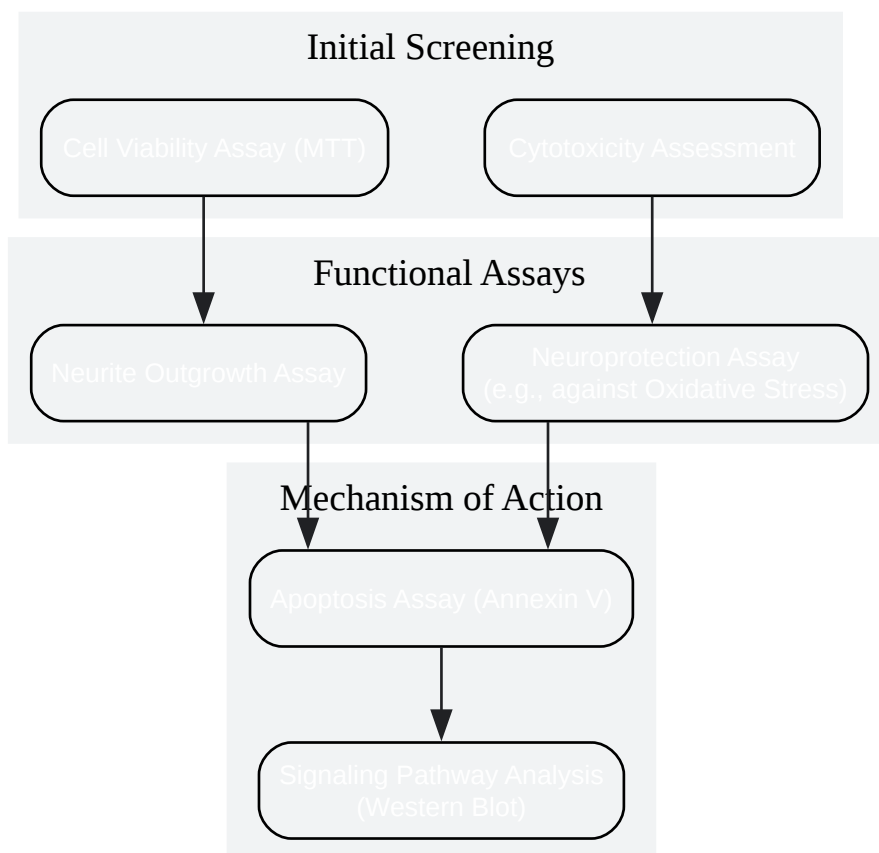 Initial Screening
Cell Viability Assay (MTT)
Cytotoxicity Assessment
Functional Assays
Neurite Outgrowth Assay
Neuroprotection Assay
(e.g., against Oxidative Stress)
Mechanism of Action
Apoptosis Assay (Annexin V)
Signaling Pathway Analysis
(Western Blot)